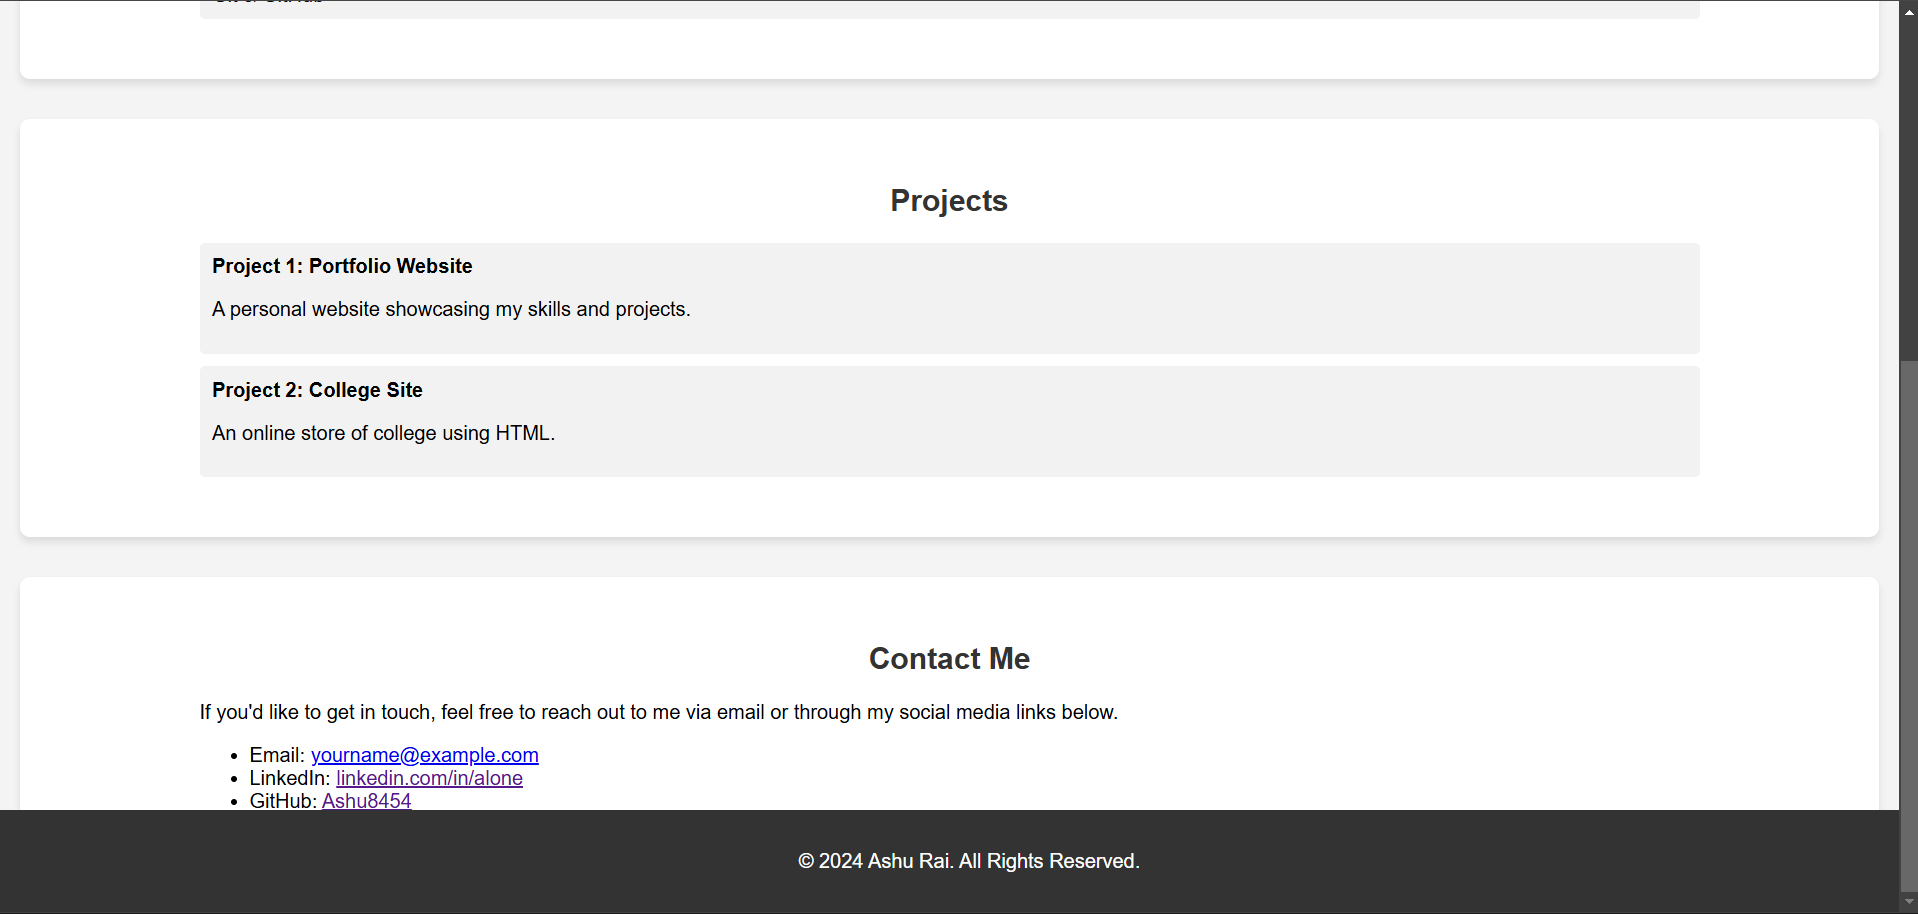 Projects
Project 1: Portfolio Website
A personal website showcasing my skills and projects.
Project 2: College Site
An online store of college using HTML.
Contact Me
If you'd like to get in touch, feel free to reach out to me via email or through my social media links below.
• Email: yourname@example.com
• LinkedIn: linkedin.com/in/alone
• GitHub: Ashu8454
© 2024 Ashu Rai. All Rights Reserved.